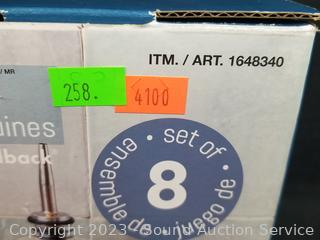 ITM. / ART. 1648340
/ MR
258.
4100
uines
llback
set of
8
ensemble de • juego de
Copyright 2023 - Sound Auction Service